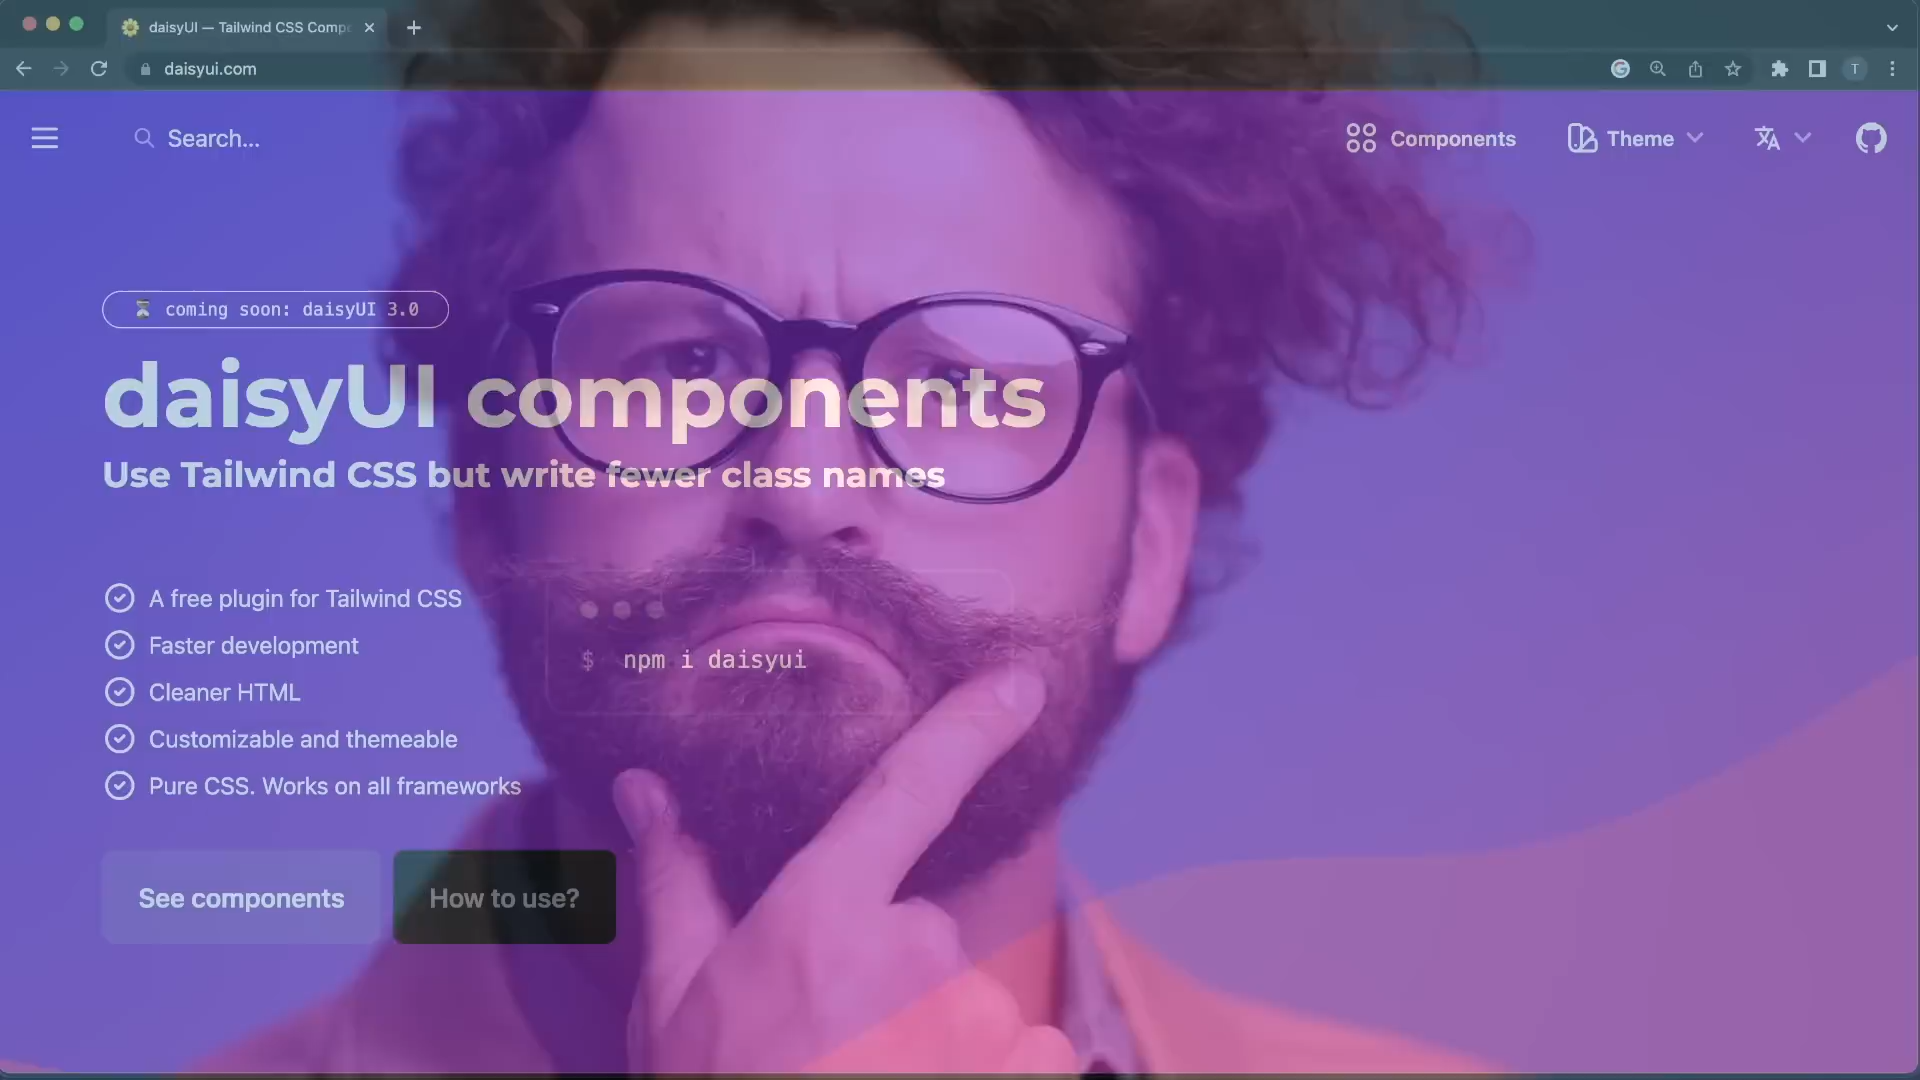 daisyUI — Tailwind CSS Comp
daisyui.com
T
Search...
Components
Theme
coming soon: daisyUI 3.0
daisyUI components
Use Tailwind CSS but write fewer class names
A free plugin for Tailwind CSS
Faster development
Cleaner HTML
Customizable and themeable
Pure CSS. Works on all frameworks
$ npm i daisyui
See components
How to use?